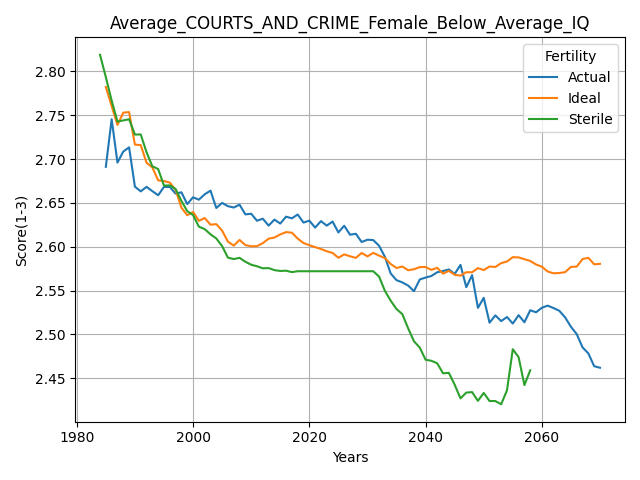 Average_COURTS_AND_CRIME_Female_Below_Average_IQ
Fertility
Actual
Ideal
Sterile
Score(1-3)
2.80
2.75
2.70
2.65
2.60
2.55
2.50
2.45
1980
2000
2020
2040
2060
Years